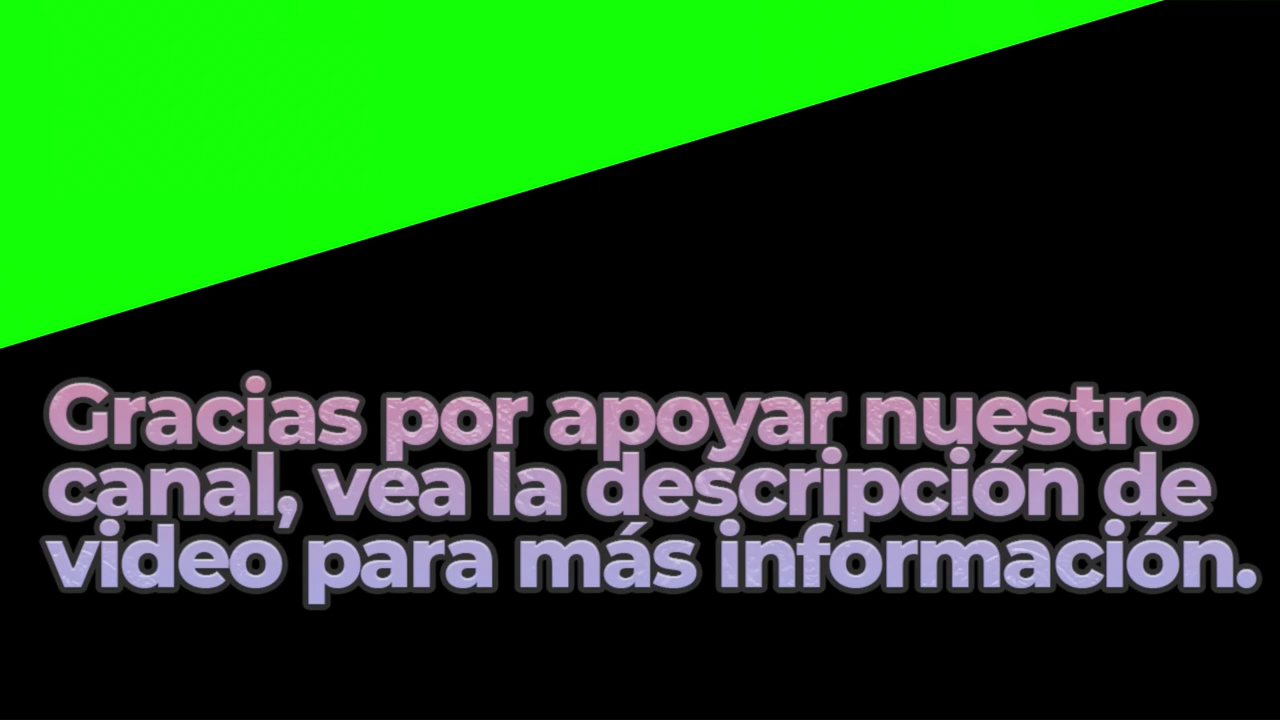 Gracias por apoyar nuestro
canal, vea la descripción de
video para más información.